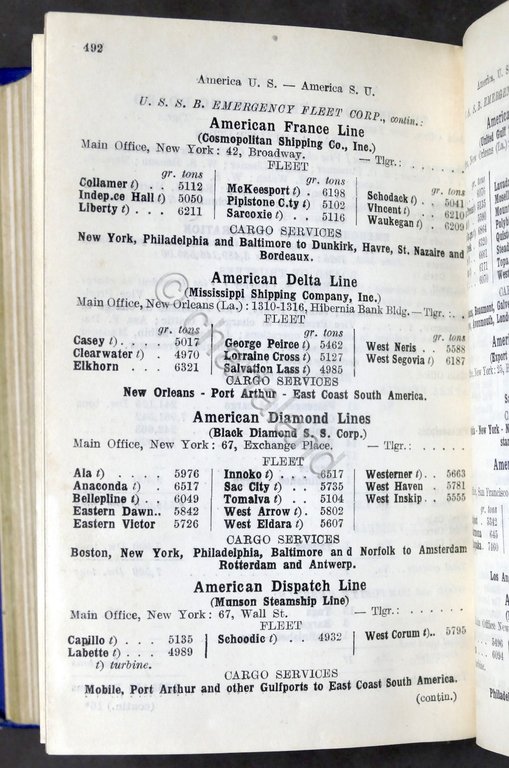 492
America U. S. — America S. U.
U. S. S. B. EMERGENCY FLEET CORP., contin.:
American France Line
(Cosmopolitan Shipping Co., Inc.)
Main Office, New York: 42, Broadway. — Tlgr.:
FLEET
gr. tons gr. tons gr. tons
Collamer t) . . 5112 McKeesport t) . 6198 Schodack t) . . 5041
Indep.ce Hall t) 5050 Pipistone C.ty t) 5102 Vincent t) . . . 6210
Liberty t) . . . 6211 Sarcoxie t) . . . 5116 Waukegan t) . . 6209
CARGO SERVICES
New York, Philadelphia and Baltimore to Dunkirk, Havre, St. Nazaire and
Bordeaux.
American Delta Line
(Mississippi Shipping Company, Inc.)
Main Office, New Orleans (La.): 1310-1316, Hibernia Bank Bldg. — Tlgr.: . .
FLEET
gr. tons gr. tons gr. tons
Casey t). . . . 5017 George Peirce t) 5462 West Neris . . 5588
Clearwater t) . 4970 Lorraine Cross t) 5127 West Segovia t) 6187
Elkhorn . . . 6321 Salvation Lass t) 4985
CARGO SERVICES
New Orleans - Port Arthur - East Coast South America.
American Diamond Lines
(Black Diamond S. S. Corp.)
Main Office, New York: 67, Exchange Place. — Tlgr.: . . . .
FLEET
Ala t) . . . . 5976 Innoko t) . . . 6517 Westerner t) . . 5663
Anaconda t) . . 6517 Sac City t) . . 5735 West Haven t) . 5781
Bellepline t) . . 6049 Tomalva t) . . 5104 West Inskip . . 5555
Eastern Dawn.. 5842 West Arrow t). . 5802
Eastern Victor 5726 West Eldara t) . 5607
CARGO SERVICES
Boston, New York, Philadelphia, Baltimore and Norfolk to Amsterdam
Rotterdam and Antwerp.
American Dispatch Line
(Munson Steamship Line)
Main Office, New York: 67, Wall St. — Tlgr.: . . . . .
FLEET
Capillo t) . . . 5135 Schoodic t) . . . 4932 West Corum t).. 5795
Labette t) . . . 4989
t) turbine.
CARGO SERVICES
Mobile, Port Arthur and other Gulfports to East Coast South America.
(contin.)